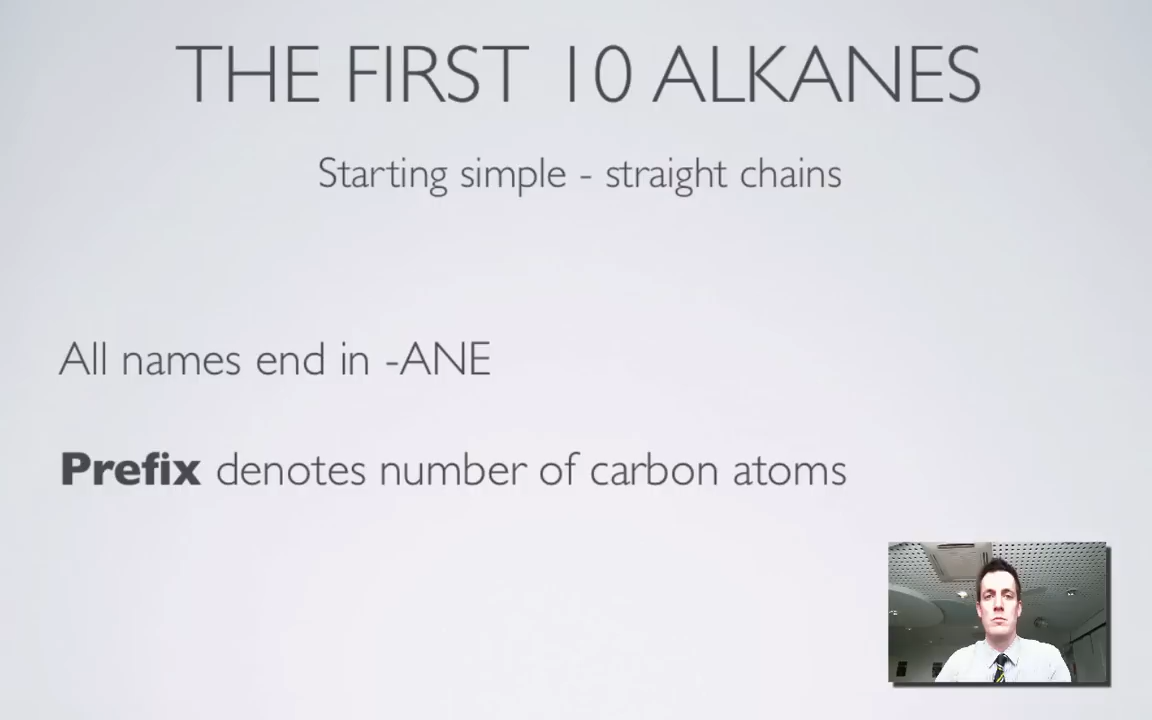 THE FIRST 10 ALKANES
Starting simple - straight chains
All names end in -ANE
Prefix denotes number of carbon atoms